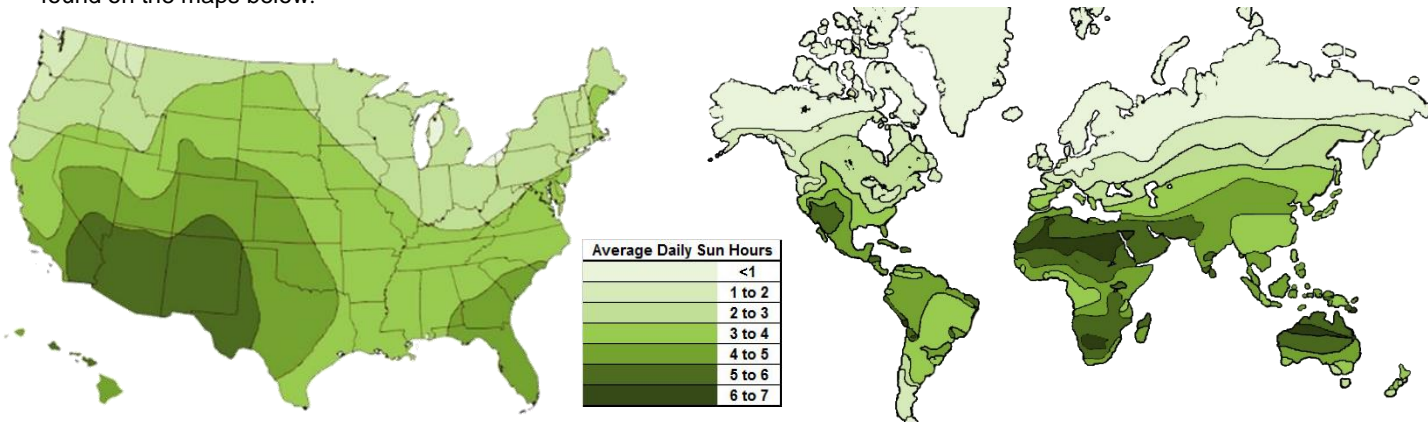 found on the maps below.
Average Daily Sun Hours
<1
1 to 2
2 to 3
3 to 4
4 to 5
5 to 6
6 to 7